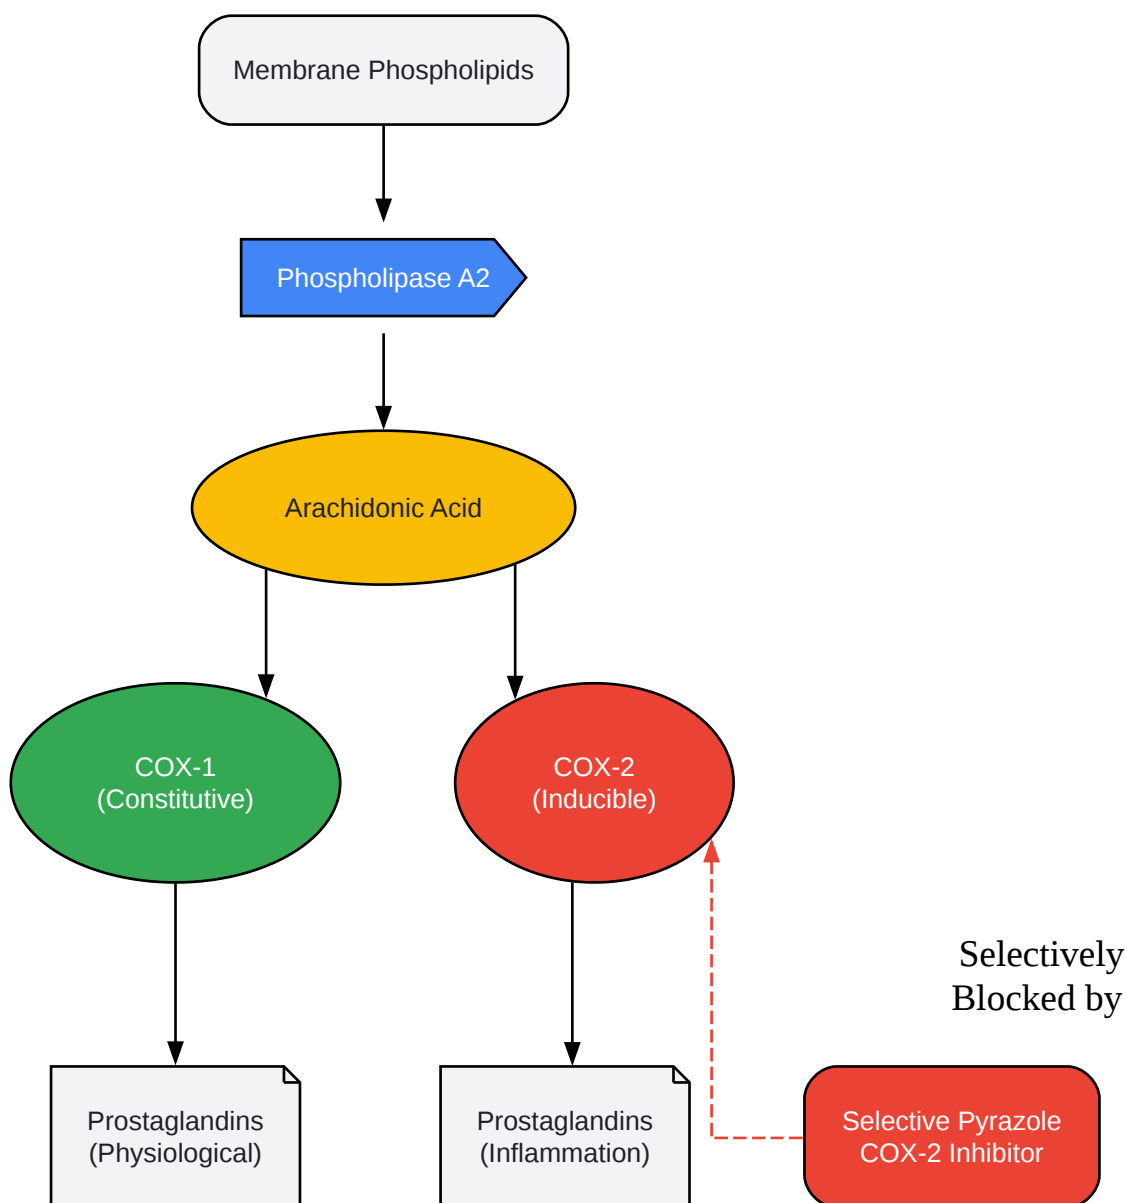 Membrane Phospholipids
Phospholipase A2
Arachidonic Acid
COX-1
(Constitutive)
COX-2
(Inducible)
Selectively
Blocked by
Prostaglandins
(Physiological)
Prostaglandins
(Inflammation)
Selective Pyrazole
COX-2 Inhibitor